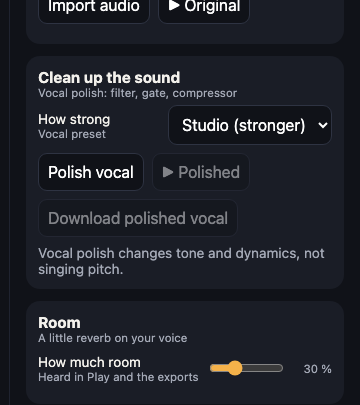 Import audio
▶ Original
Clean up the sound
Vocal polish: filter, gate, compressor
How strong
Vocal preset
Studio (stronger)
Polish vocal
▶ Polished
Download polished vocal
Vocal polish changes tone and dynamics, not
singing pitch.
Room
A little reverb on your voice
How much room
Heard in Play and the exports
30 %